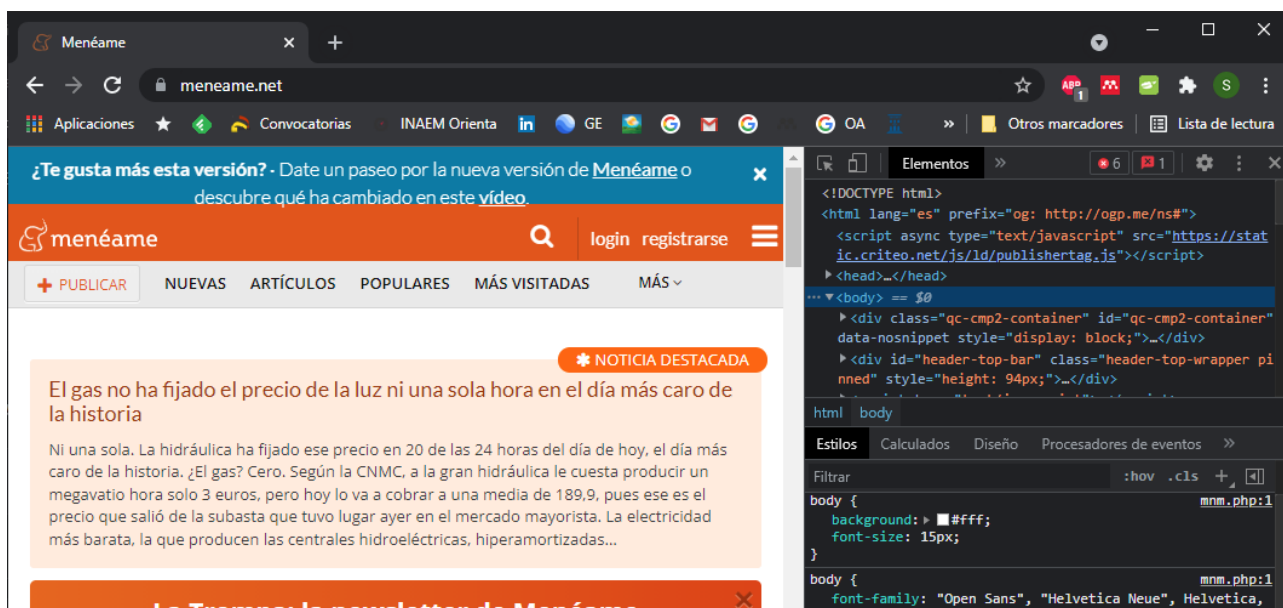 Menéame
meneame.net
ABP 1
S
Aplicaciones Convocatorias INAEM Orienta in GE G M G G OA » Otros marcadores Lista de lectura
¿Te gusta más esta versión? - Date un paseo por la nueva versión de Menéame o
descubre qué ha cambiado en este vídeo.
menéame login registrarse
+ PUBLICAR NUEVAS ARTÍCULOS POPULARES MÁS VISITADAS MÁS
NOTICIA DESTACADA
El gas no ha fijado el precio de la luz ni una sola hora en el día más caro de
la historia
Ni una sola. La hidráulica ha fijado ese precio en 20 de las 24 horas del día de hoy, el día más
caro de la historia. ¿El gas? Cero. Según la CNMC, a la gran hidráulica le cuesta producir un
megavatio hora solo 3 euros, pero hoy lo va a cobrar a una media de 189,9, pues ese es el
precio que salió de la subasta que tuvo lugar ayer en el mercado mayorista. La electricidad
más barata, la que producen las centrales hidroeléctricas, hiperamortizadas...
Elementos » 6 1
<!DOCTYPE html>
<html lang="es" prefix="og: http://ogp.me/ns#">
<script async type="text/javascript" src="https://stat
ic.criteo.net/js/ld/publishertag.js"></script>
<head>…</head>
<body> == $0
<div class="qc-cmp2-container" id="qc-cmp2-container"
data-nosnippet style="display: block;">…</div>
<div id="header-top-bar" class="header-top-wrapper pi
nned" style="height: 94px;">…</div>
html body
Estilos Calculados Diseño Procesadores de eventos »
Filtrar :hov .cls +
body { mnm.php:1
background: #fff;
font-size: 15px;
}
body { mnm.php:1
font-family: "Open Sans", "Helvetica Neue", Helvetica,